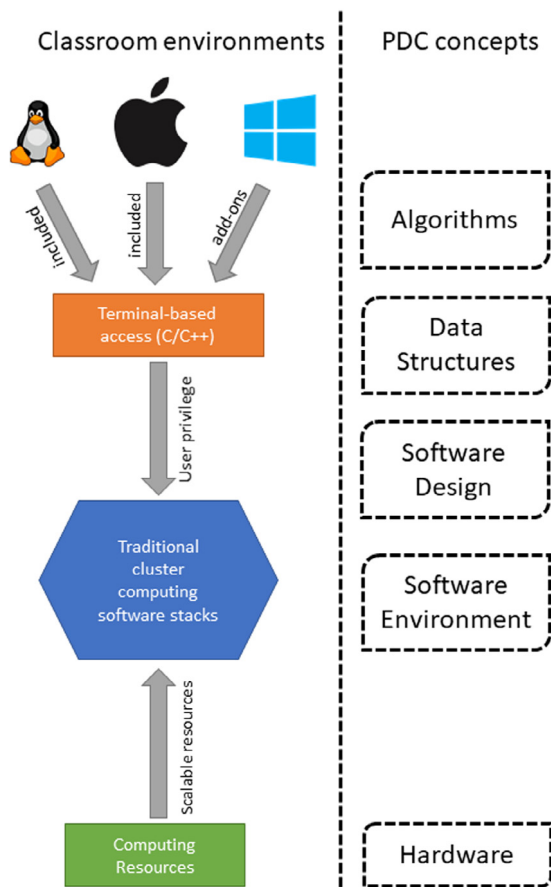 Classroom environments
PDC concepts
included
included
add-ons
Algorithms
Terminal-based
access (C/C++)
Data
Structures
User privilege
Software
Design
Traditional
cluster
computing
software stacks
Software
Environment
Scalable resources
Computing
Resources
Hardware